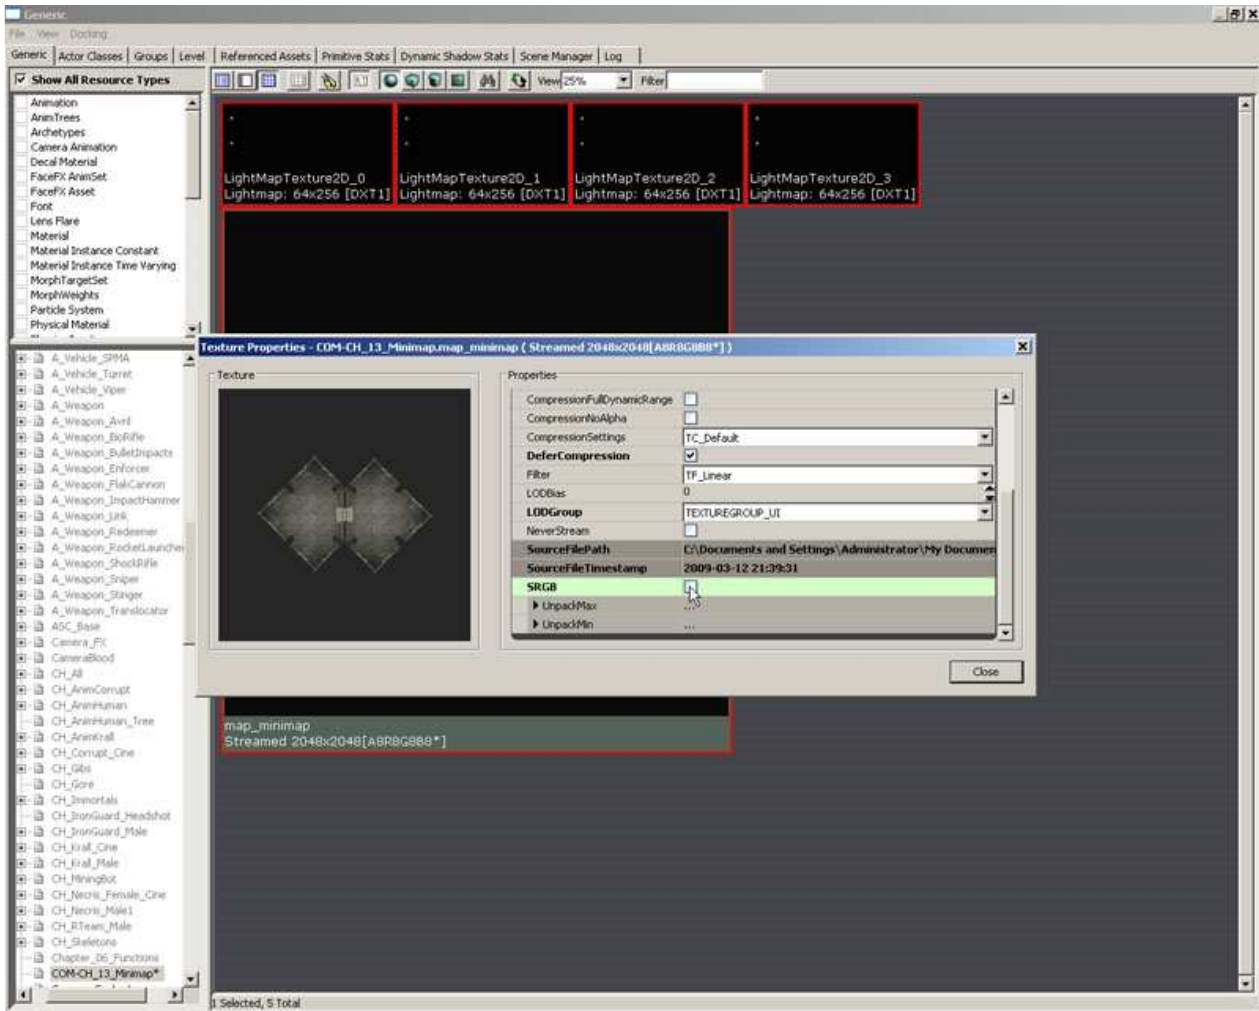 Generic
File View Docking
Generic Actor Classes Groups Level Referenced Assets Primitive Stats Dynamic Shadow Stats Scene Manager Log
Show All Resource Types
View 25% Filter
Animation
AnimTrees
Archetypes
Camera Animation
Decal Material
FaceFX AnimSet
FaceFX Asset
Font
Lens Flare
Material
Material Instance Constant
Material Instance Time Varying
MorphTargetSet
MorphWeights
Particle System
Physical Material
LightMapTexture2D_0
Lightmap: 64x256 [DXT1]
LightMapTexture2D_1
Lightmap: 64x256 [DXT1]
LightMapTexture2D_2
Lightmap: 64x256 [DXT1]
LightMapTexture2D_3
Lightmap: 64x256 [DXT1]
A_Vehicle_SPMA
A_Vehicle_Turret
A_Vehicle_Viper
A_Weapon
A_Weapon_Avril
A_Weapon_BioRifle
A_Weapon_BulletImpacts
A_Weapon_Enforcer
A_Weapon_FlakCannon
A_Weapon_ImpactHammer
A_Weapon_Link
A_Weapon_Redeemer
A_Weapon_RocketLauncher
A_Weapon_ShockRifle
A_Weapon_Sniper
A_Weapon_Stinger
A_Weapon_Translocator
ASC_Base
Camera_FX
CameraBlood
CH_All
CH_AnimCorrupt
CH_AnimHuman
CH_AnimHuman_Tree
CH_AnimKrall
CH_Corrupt_Cine
CH_Gibs
CH_Gore
CH_Immortals
CH_IronGuard_Headshot
CH_IronGuard_Male
CH_Krall_Cine
CH_Krall_Male
CH_MiningBot
CH_Necris_Female_Cine
CH_Necris_Male1
CH_RTeam_Male
CH_Skeletons
Chapter_06_Functions
COM-CH_13_Minimap*
Texture Properties - COM-CH_13_Minimap.map_minimap ( Streamed 2048x2048[A8R8G8B8*] )
Texture
Properties
CompressionFullDynamicRange
CompressionNoAlpha
CompressionSettings TC_Default
DeferCompression
Filter TF_Linear
LODBias 0
LODGroup TEXTUREGROUP_UI
NeverStream
SourceFilePath C:\Documents and Settings\Administrator\My Documen
SourceFileTimestamp 2009-03-12 21:39:31
SRGB
UnpackMax ...
UnpackMin ...
Close
map_minimap
Streamed 2048x2048[A8R8G8B8*]
1 Selected, 5 Total